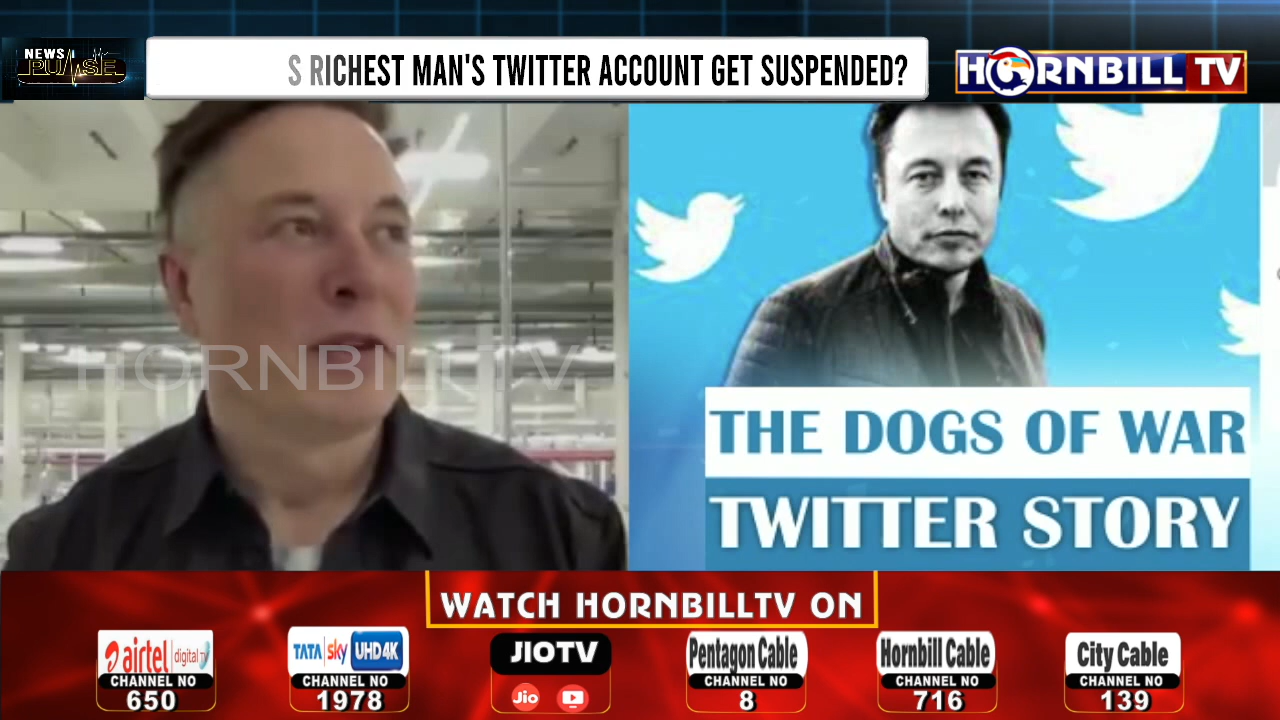 NEWS
PULSE
S RICHEST MAN'S TWITTER ACCOUNT GET SUSPENDED?
HORNBILL TV
HORNBILLTV
THE DOGS OF WAR
TWITTER STORY
WATCH HORNBILLTV ON
airtel digital TV
CHANNEL NO
650
TATA sky UHD4K
CHANNEL NO
1978
JIOTV
Jio
Pentagon Cable
CHANNEL NO
8
Hornbill Cable
CHANNEL NO
716
City Cable
CHANNEL NO
139